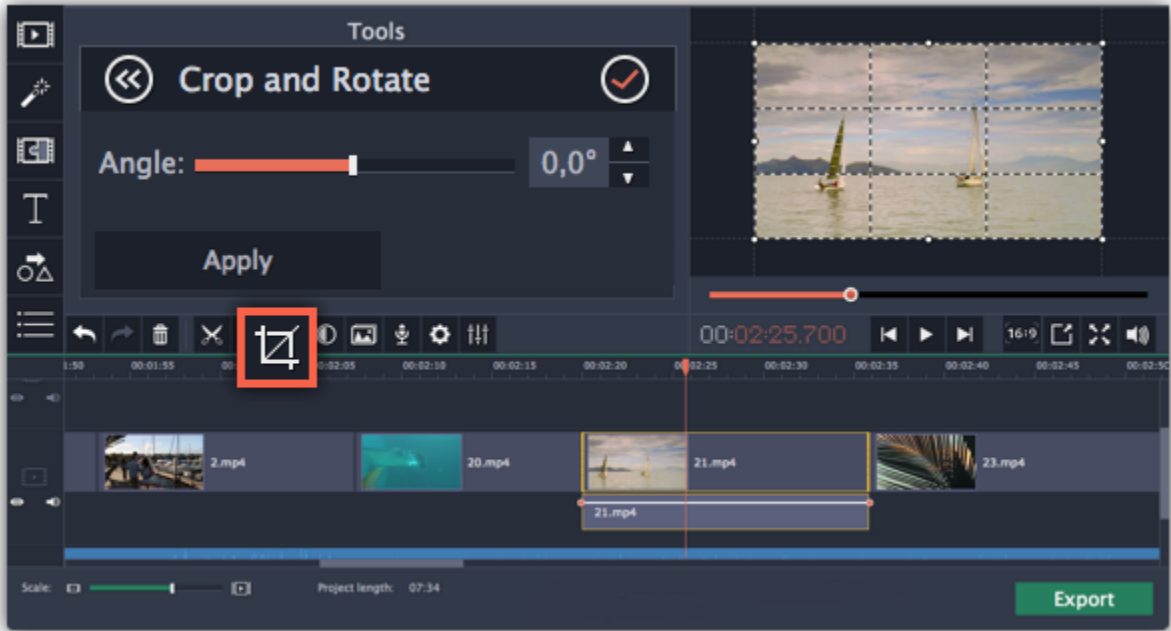 Tools
Crop and Rotate
Angle:
0,0°
T
Apply
00:02:25.700
16:9
1:50 00:01:55 00:02:05 00:02:10 00:02:15 00:02:20 00:02:25 00:02:30 00:02:35 00:02:40 00:02:45 00:02:50
2.mp4 20.mp4 21.mp4 23.mp4
21.mp4
Scale: Project length: 07:34
Export